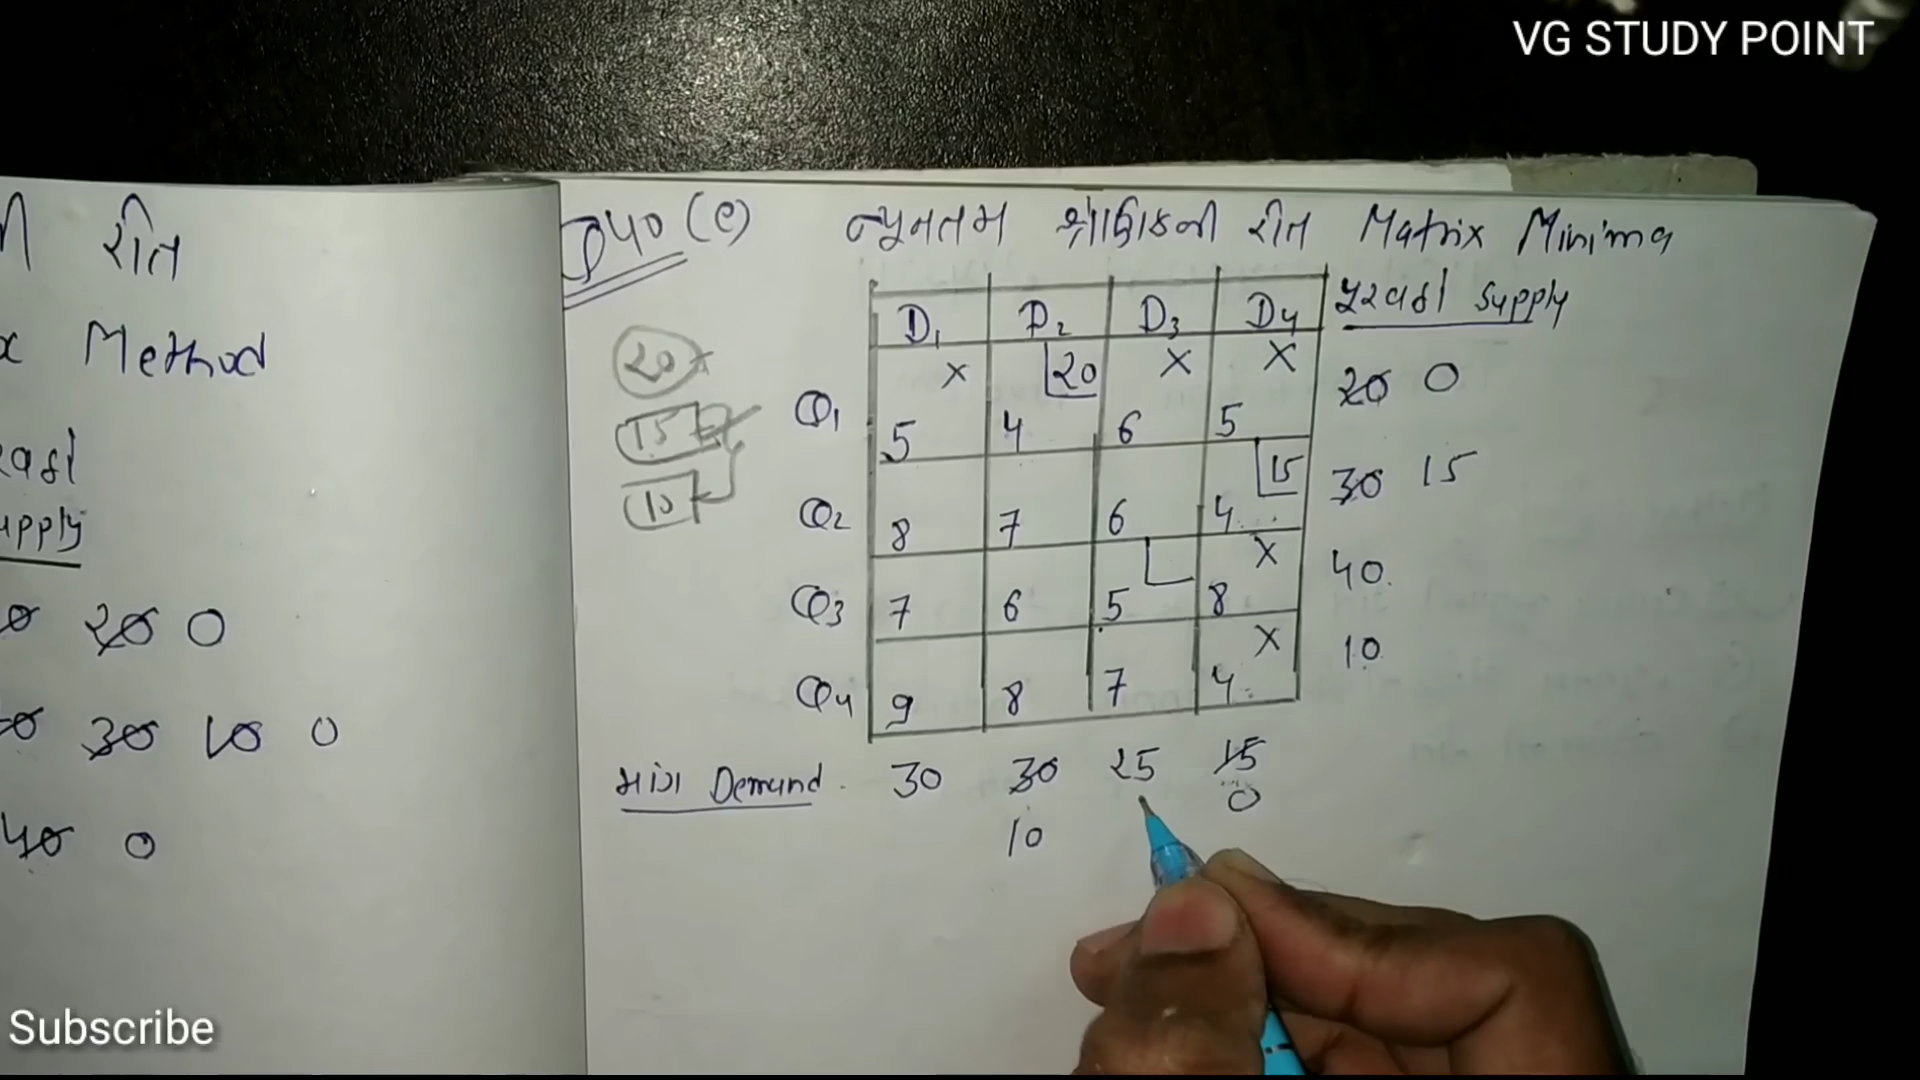 VG STUDY POINT
રીત
Method
supply
20 0
30 10 0
40 0
Q40 (e) ન્યુનતમ શ્રેણિકની રીત Matrix Minima
પુરવઠો supply
D1 D2 D3 D4
20 x
15
10
x 20 x x
O1 5 4 6 5 20 0
15
O2 8 7 6 4 30 15
x
O3 7 6 5 8 40
x
O4 9 8 7 4 10
માંગ Demand 30 30 25 15
10 0
Subscribe